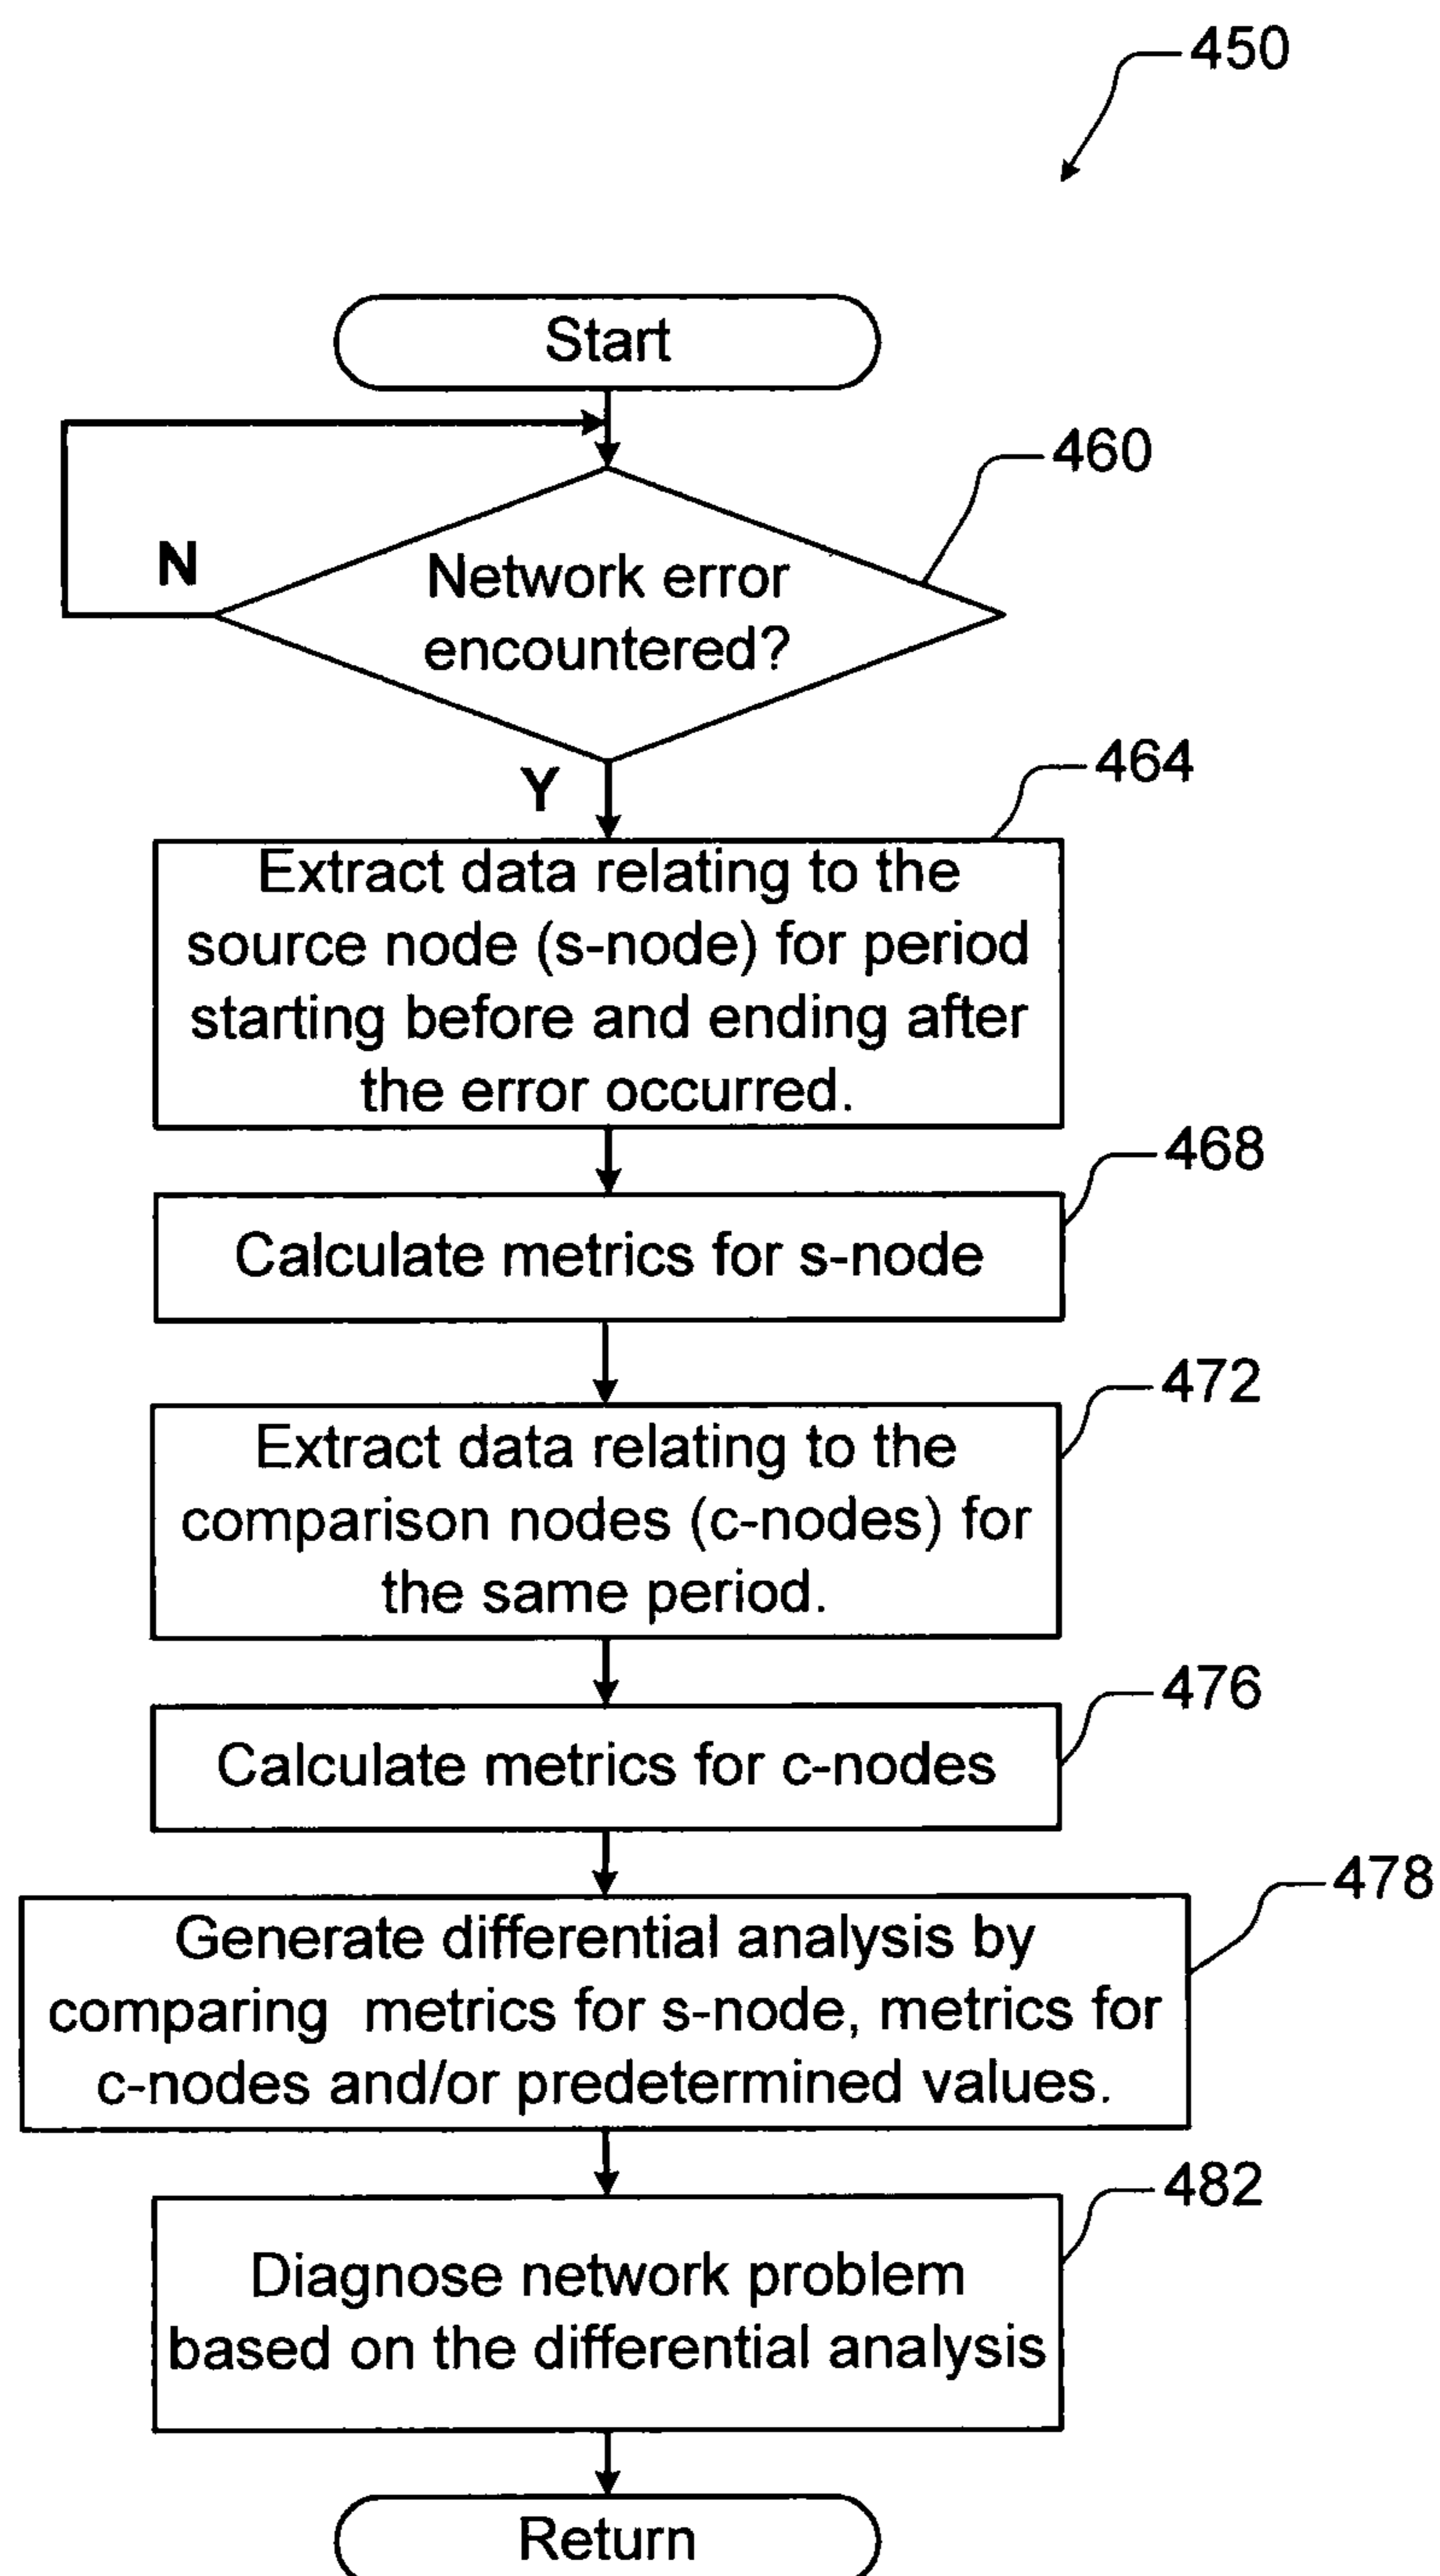 450
Start
460
N
Network error
encountered?
Y
464
Extract data relating to the
source node (s-node) for period
starting before and ending after
the error occurred.
468
Calculate metrics for s-node
472
Extract data relating to the
comparison nodes (c-nodes) for
the same period.
476
Calculate metrics for c-nodes
478
Generate differential analysis by
comparing  metrics for s-node, metrics for
c-nodes and/or predetermined values.
482
Diagnose network problem
based on the differential analysis
Return